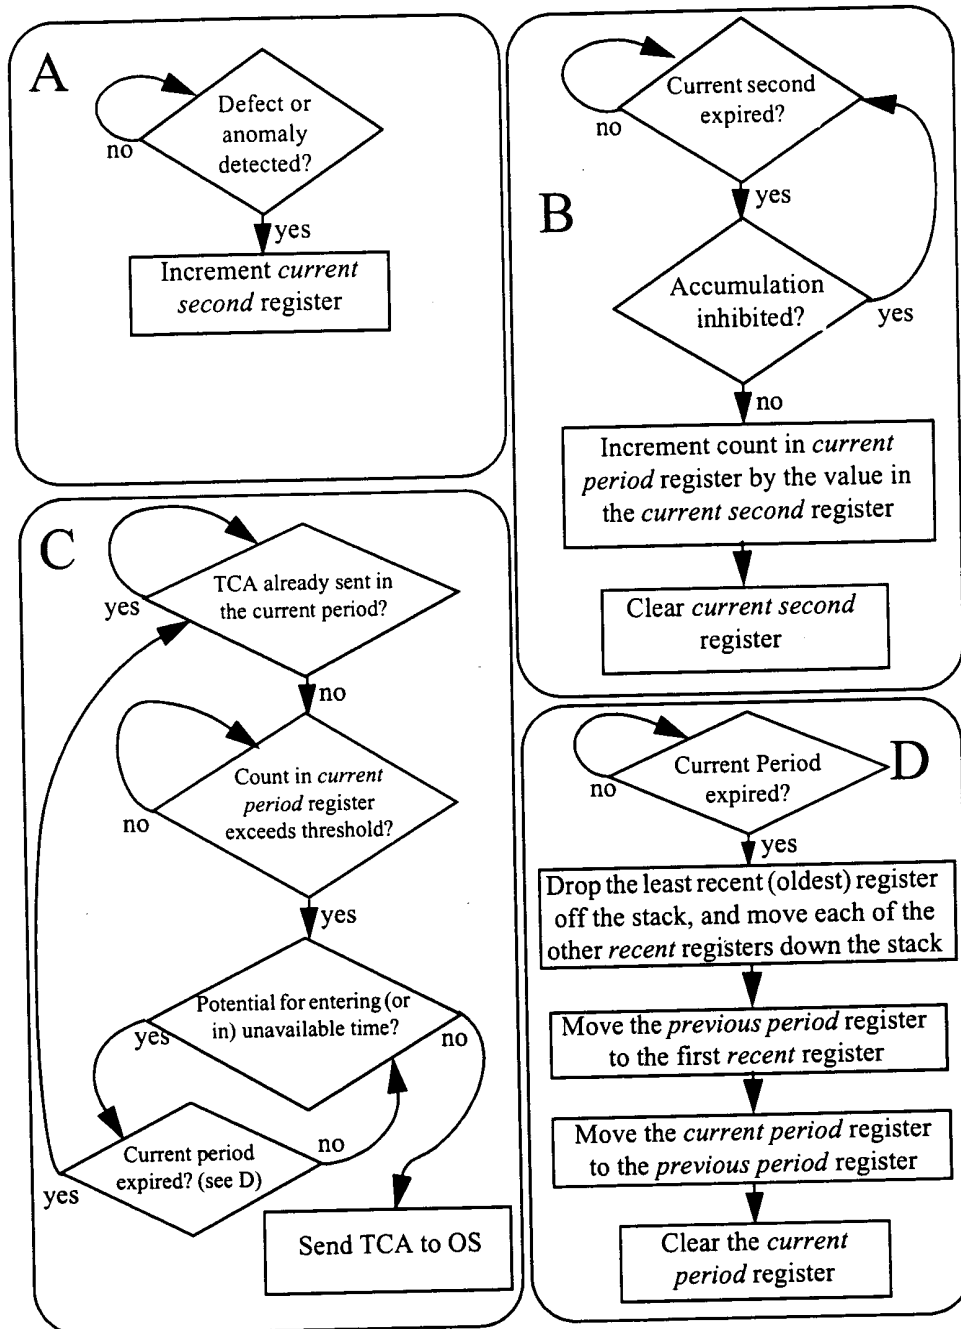 A
Defect or
anomaly
detected?
no
yes
Increment current
second register
B
Current second
expired?
no
yes
Accumulation
inhibited?
yes
no
Increment count in current
period register by the value in
the current second register
Clear current second
register
C
TCA already sent in
the current period?
yes
no
Count in current
period register
exceeds threshold?
no
yes
Potential for entering (or
in) unavailable time?
yes
no
Current period
expired? (see D)
no
yes
Send TCA to OS
D
Current Period
expired?
no
yes
Drop the least recent (oldest) register
off the stack, and move each of the
other recent registers down the stack
Move the previous period register
to the first recent register
Move the current period register
to the previous period register
Clear the current
period register